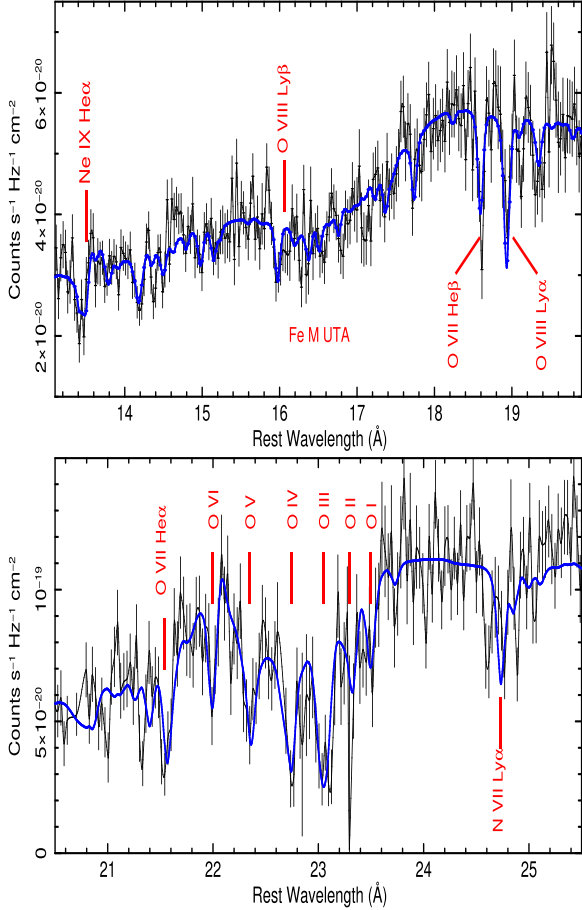 Counts s⁻¹ Hz⁻¹ cm⁻²
2×10⁻²⁰
4×10⁻²⁰
6×10⁻²⁰
Ne IX Heα
O VIII Lyβ
Fe M UTA
O VII Heβ
O VIII Lyα
14 15 16 17 18 19
Rest Wavelength (Å)
Counts s⁻¹ Hz⁻¹ cm⁻²
0
5×10⁻²⁰
10⁻¹⁹
O VII Heα
O VI
O V
O IV
O III
O II
O I
N VII Lyα
21 22 23 24 25
Rest Wavelength (Å)